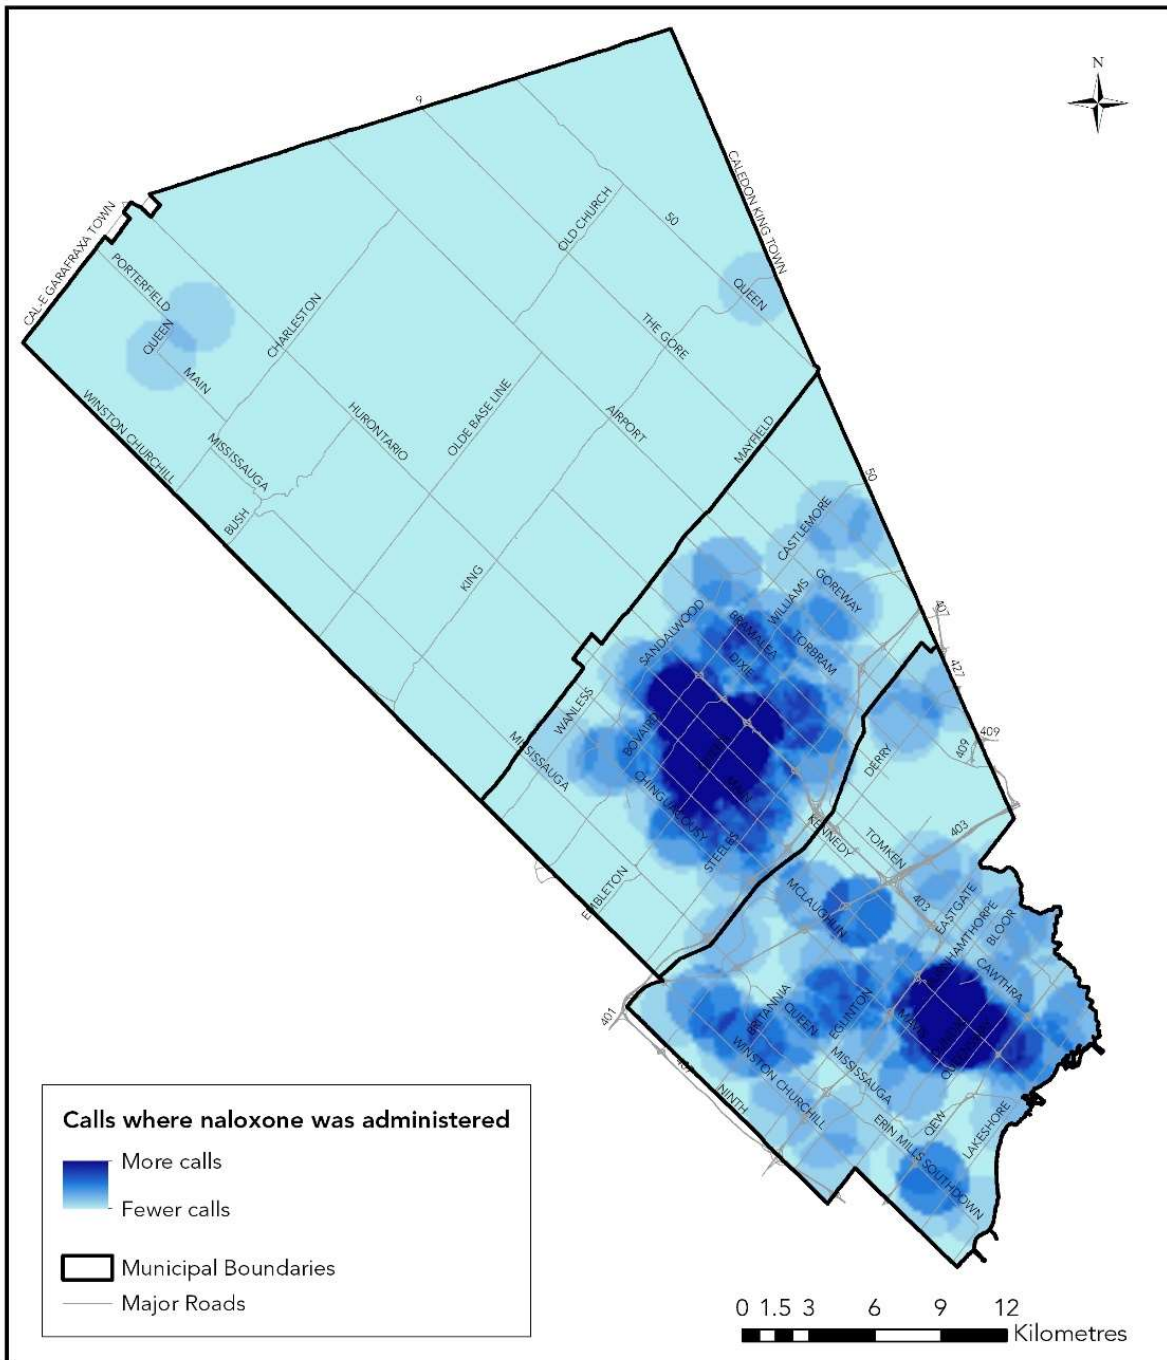 N
9
CALEDON KING TOWN
CAL-E GARAFRAXA TOWN
OLD CHURCH
50
PORTERFIELD
QUEEN
QUEEN
CHARLESTON
THE GORE
MAIN
WINSTON CHURCHILL
HURONTARIO
OLDE BASE LINE
AIRPORT
MAYFIELD
MISSISSAUGA
BUSH
50
CASTLEMORE
KING
GOREWAY
WILLIAMS
SANDALWOOD
BRAMALEA
407
TORBRAM
DIXIE
427
WANLESS
BOVAIRD
409
409
MISSISSAUGA
DERRY
MAIN
CHINGUACOUSY
STEELES
KENNEDY
TOMKEN
403
EMBLETON
MCLAUGHLIN
403
EASTGATE
BLOOR
CAWTHRA
BRITANNIA
QUEEN
EGLINTON
401
WINSTON CHURCHILL
MISSISSAUGA
NINTH
ERIN MILLS
SOUTHDOWN
QEW
LAKESHORE
Calls where naloxone was administered
More calls
Fewer calls
Municipal Boundaries
Major Roads
0 1.5 3 6 9 12
Kilometres